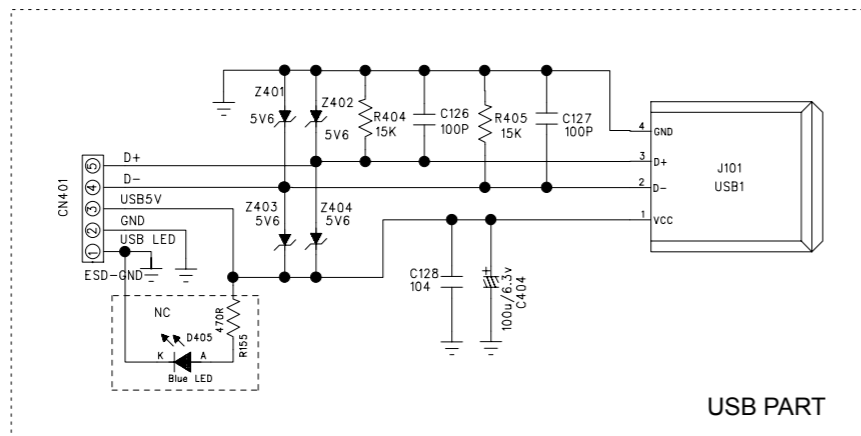 Z401
5V6
Z402
5V6
R404
15K
C126
100P
R405
15K
C127
100P
4 GND
3 D+
2 D-
1 VCC
J101
USB1
CN401
5 D+
4 D-
3 USB5V
2 GND
1 USB LED
ESD-GND
Z403
5V6
Z404
5V6
C128
104
+
100u/6.3v
C404
NC
470R
R155
D405
K A
Blue LED
USB PART